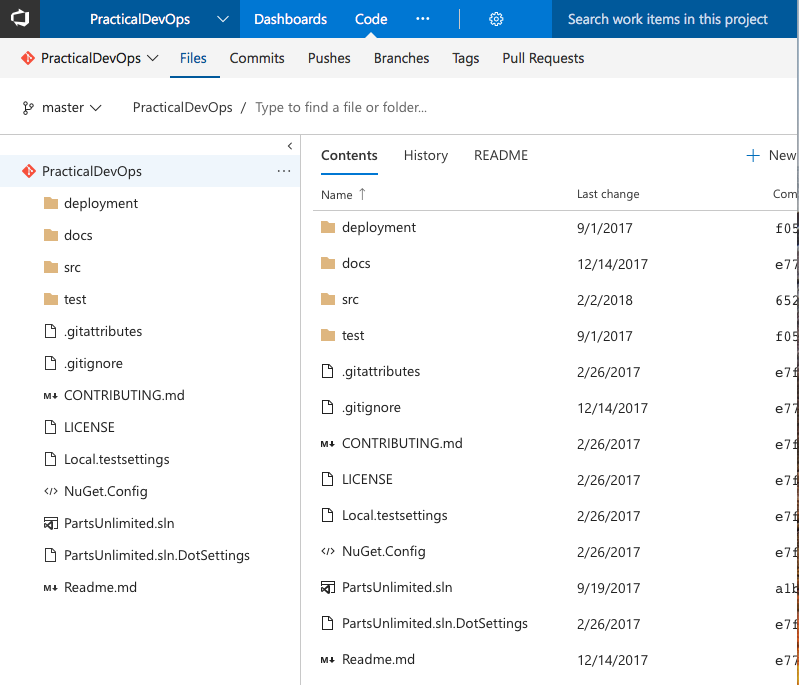 PracticalDevOps Dashboards Code ··· Search work items in this project
PracticalDevOps Files Commits Pushes Branches Tags Pull Requests
master PracticalDevOps / Type to find a file or folder...
PracticalDevOps ···
deployment
docs
src
test
.gitattributes
.gitignore
CONTRIBUTING.md
LICENSE
Local.testsettings
NuGet.Config
PartsUnlimited.sln
PartsUnlimited.sln.DotSettings
Readme.md
Contents History README + New
Name ↑ Last change Com
deployment 9/1/2017 f05
docs 12/14/2017 e77
src 2/2/2018 652
test 9/1/2017 f05
.gitattributes 2/26/2017 e7f
.gitignore 12/14/2017 e77
CONTRIBUTING.md 2/26/2017 e7f
LICENSE 2/26/2017 e7f
Local.testsettings 2/26/2017 e7f
NuGet.Config 2/26/2017 e7f
PartsUnlimited.sln 9/19/2017 a1b
PartsUnlimited.sln.DotSettings 2/26/2017 e7f
Readme.md 12/14/2017 e77